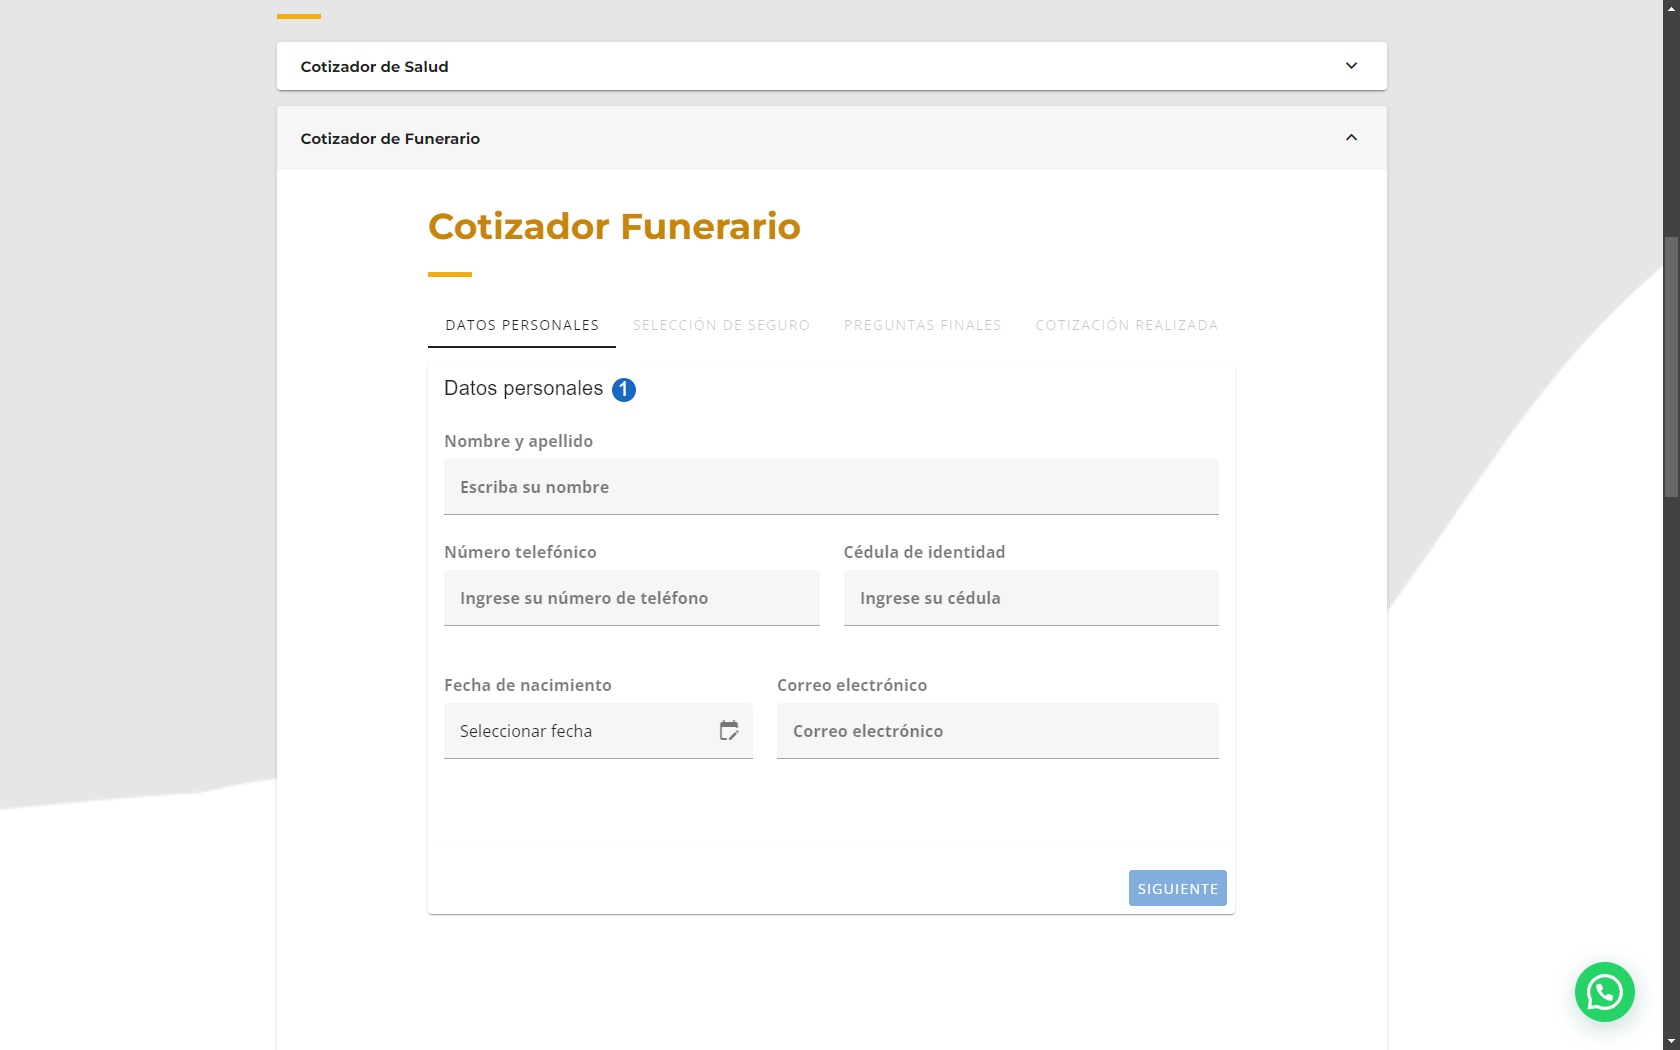 Cotizador de Salud
Cotizador de Funerario
Cotizador Funerario
DATOS PERSONALES SELECCIÓN DE SEGURO PREGUNTAS FINALES COTIZACIÓN REALIZADA
Datos personales 1
Nombre y apellido
Escriba su nombre
Número telefónico Cédula de identidad
Ingrese su número de teléfono Ingrese su cédula
Fecha de nacimiento Correo electrónico
Seleccionar fecha Correo electrónico
SIGUIENTE